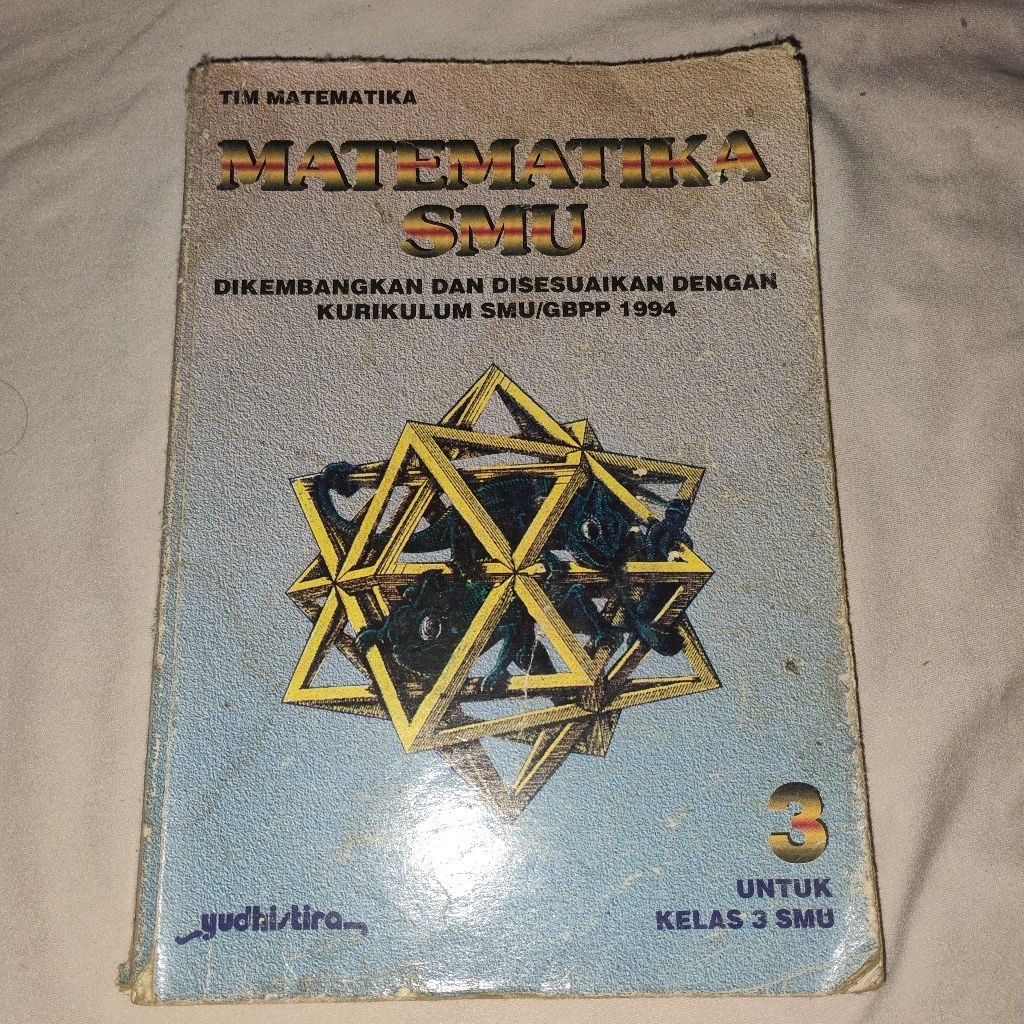 TIM MATEMATIKA
MATEMATIKA
SMU
DIKEMBANGKAN DAN DISESUAIKAN DENGAN
KURIKULUM SMU/GBPP 1994
3
UNTUK
KELAS 3 SMU
yudhistira